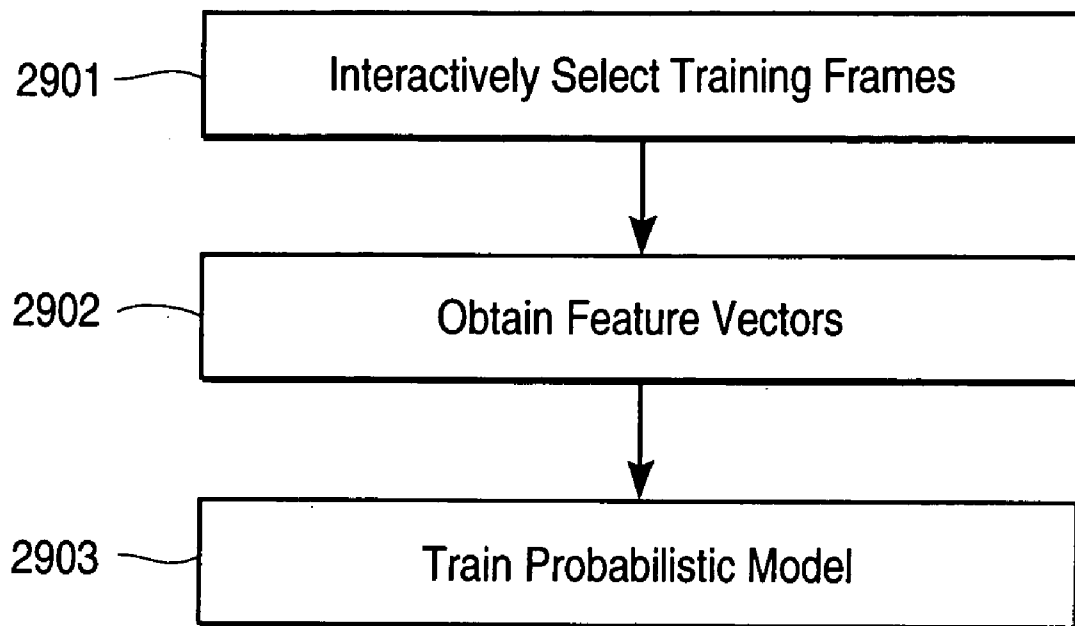 2901 Interactively Select Training Frames
2902 Obtain Feature Vectors
2903 Train Probabilistic Model